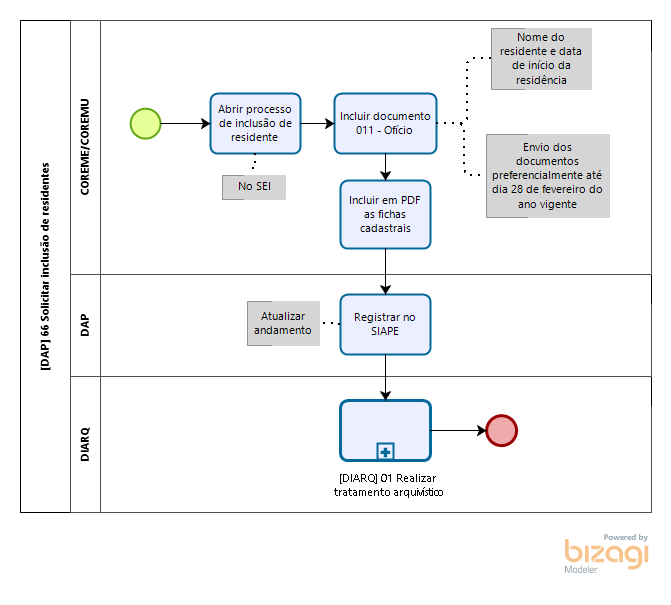 [DAP] 66 Solicitar inclusão de residentes
COREME/COREMU
Abrir processo
de inclusão de
residente
No SEI
Incluir documento
011 - Ofício
Nome do
residente e data
de início da
residência
Envio dos
documentos
preferencialmente até
dia 28 de fevereiro do
ano vigente
Incluir em PDF
as fichas
cadastrais
DAP
Atualizar
andamento
Registrar no
SIAPE
DIARQ
[DIARQ] 01 Realizar
tratamento arquivístico
Powered by
bizagi
Modeler